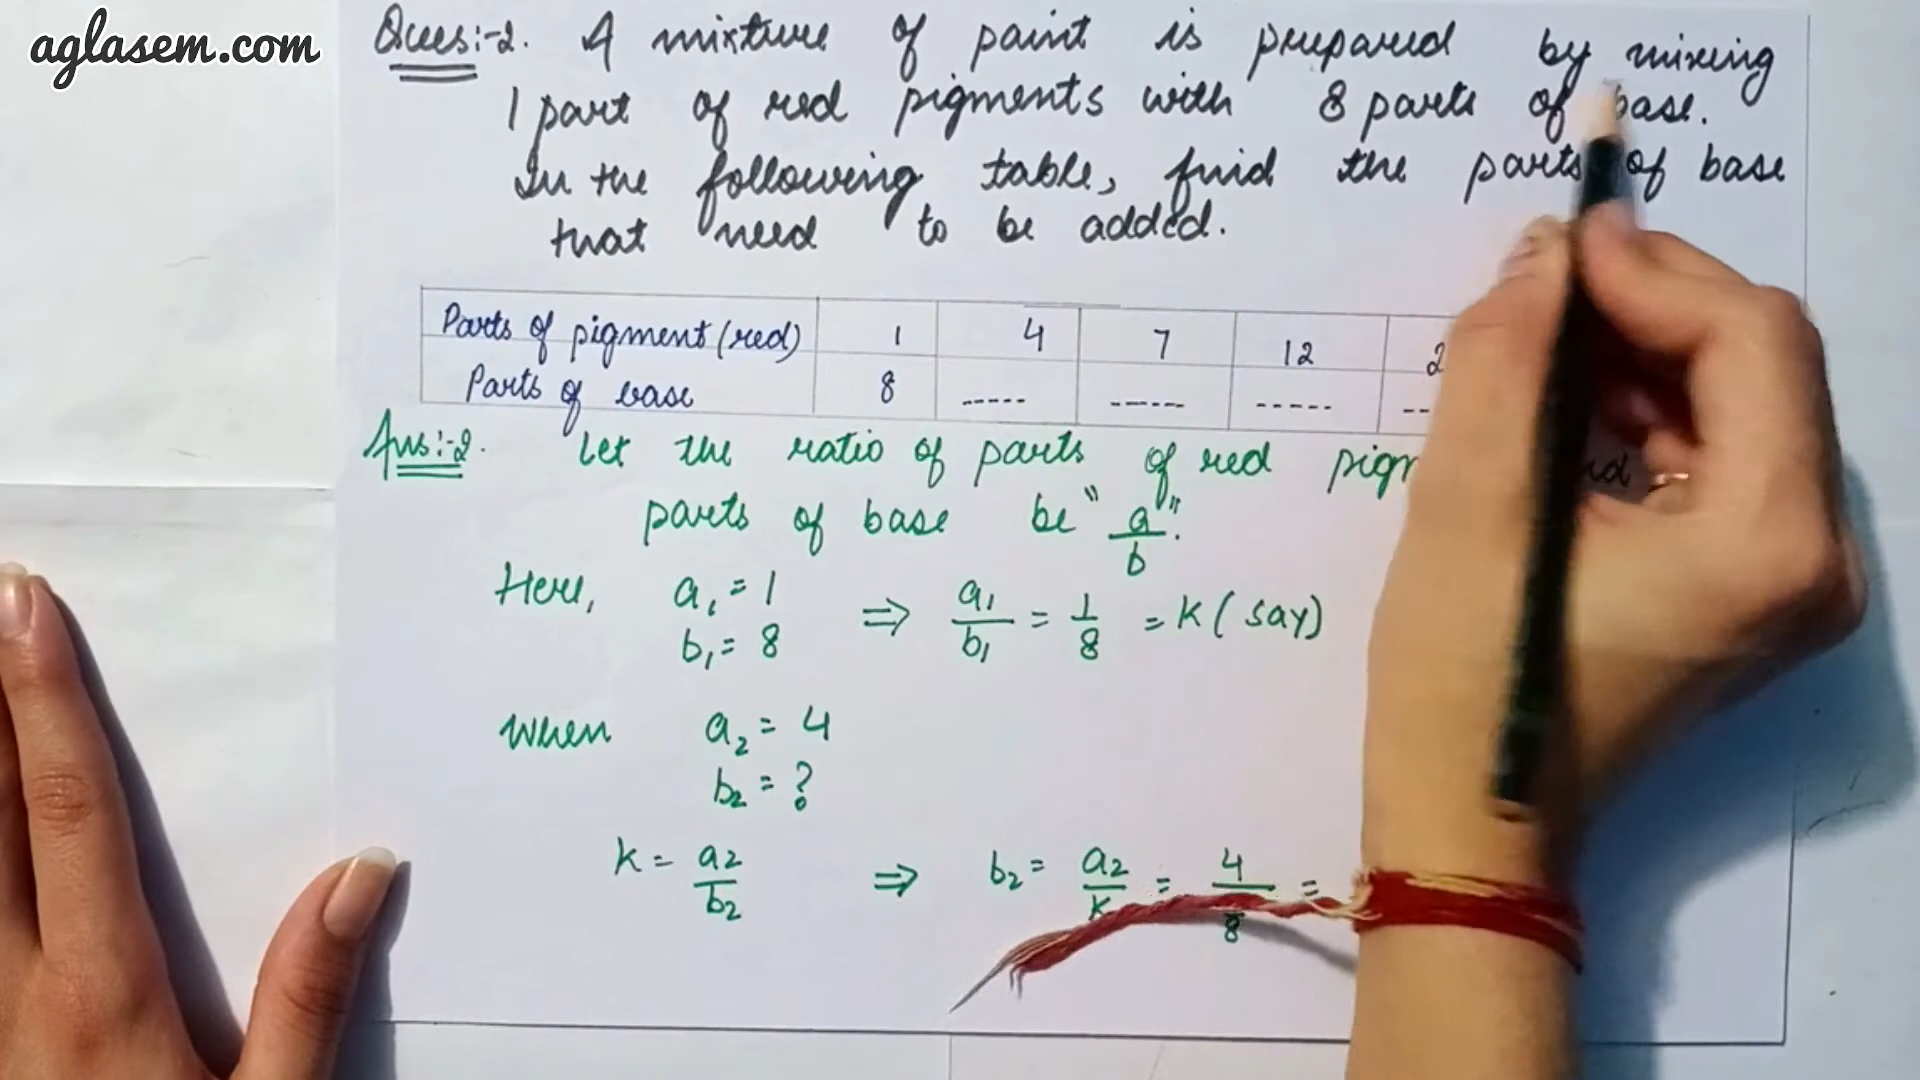 aglasem.com
Ques:-2. A mixture of paint is prepared by mixing
1 part of red pigments with 8 parts of base.
In the following table, find the parts of base
that need to be added.
Parts of pigment (red) 1 4 7 12
Parts of base 8 ----- ----- ----- --
Ans:-2. Let the ratio of parts of red
parts of base be "a/b".
Here, a₁ = 1 ⇒ a₁/b₁ = 1/8 = K (say)
b₁ = 8
When a₂ = 4
b₂ = ?
K = a₂/b₂ ⇒ b₂ = a₂/K = 4/ 8 =